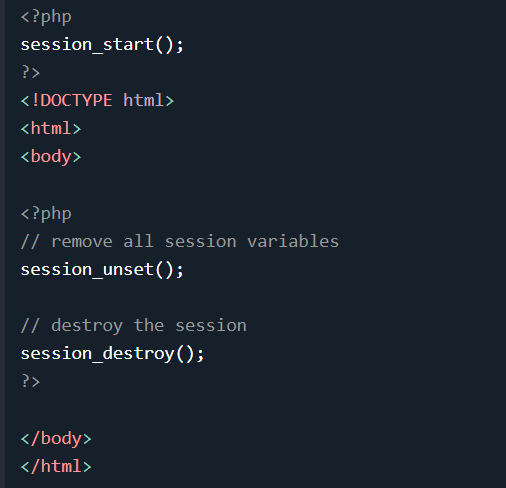 <?php
session_start();
?>
<!DOCTYPE html>
<html>
<body>
<?php
// remove all session variables
session_unset();
// destroy the session
session_destroy();
?>
</body>
</html>